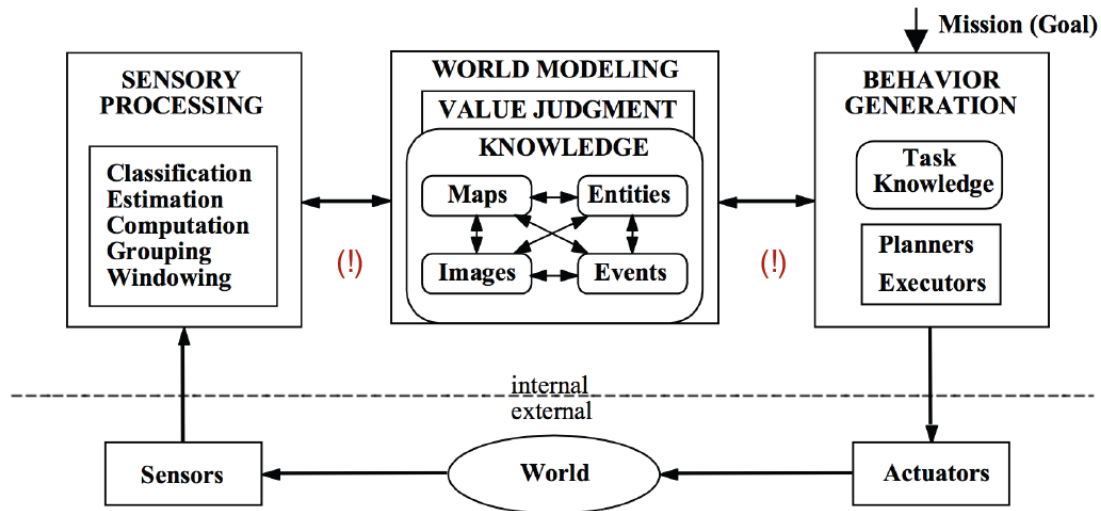 Mission (Goal)
SENSORY
PROCESSING
Classification
Estimation
Computation
Grouping
Windowing
(!)
WORLD MODELING
VALUE JUDGMENT
KNOWLEDGE
Maps
Entities
Images
Events
(!)
BEHAVIOR
GENERATION
Task
Knowledge
Planners
Executors
internal
external
Sensors
World
Actuators